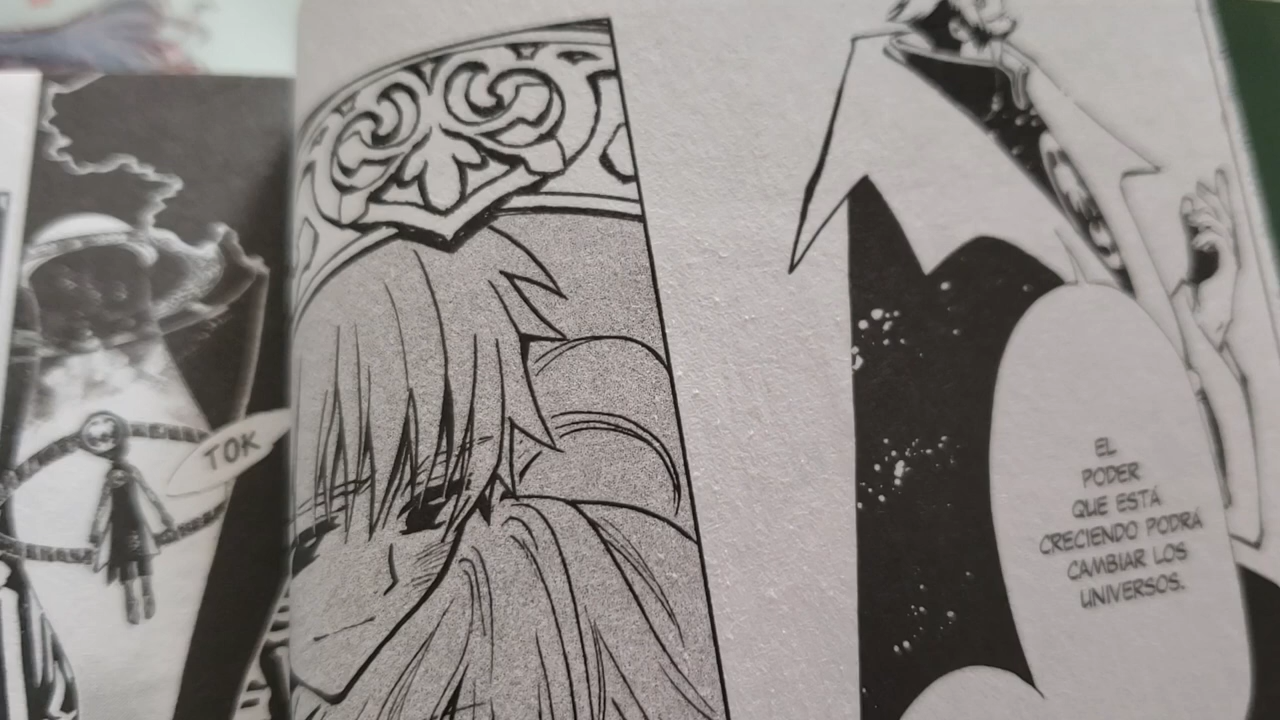 TOK
EL
PODER
QUE ESTÁ
CRECIENDO PODRÁ
CAMBIAR LOS
UNIVERSOS.